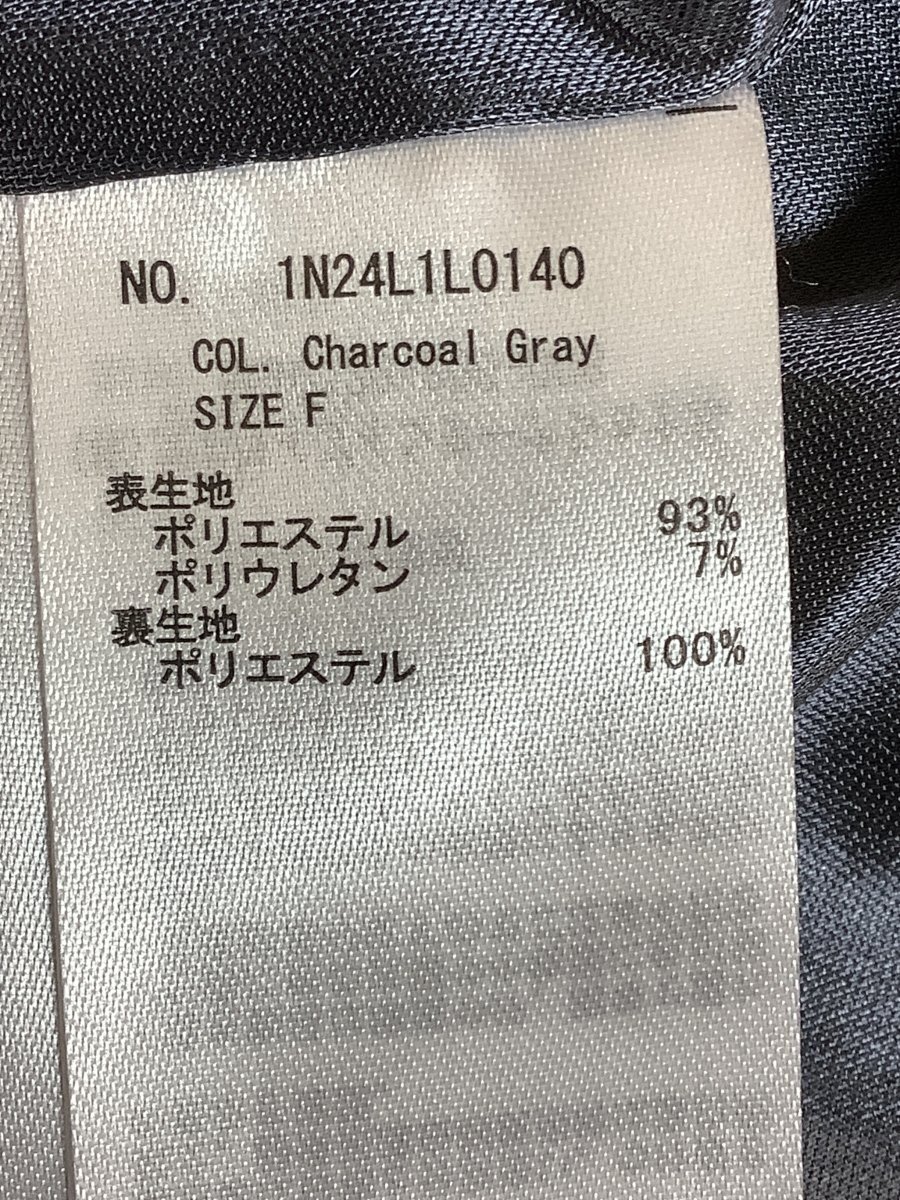 NO. 1N24L1L0140
COL. Charcoal Gray
SIZE F
表生地
ポリエステル 93%
ポリウレタン 7%
裏生地
ポリエステル 100%